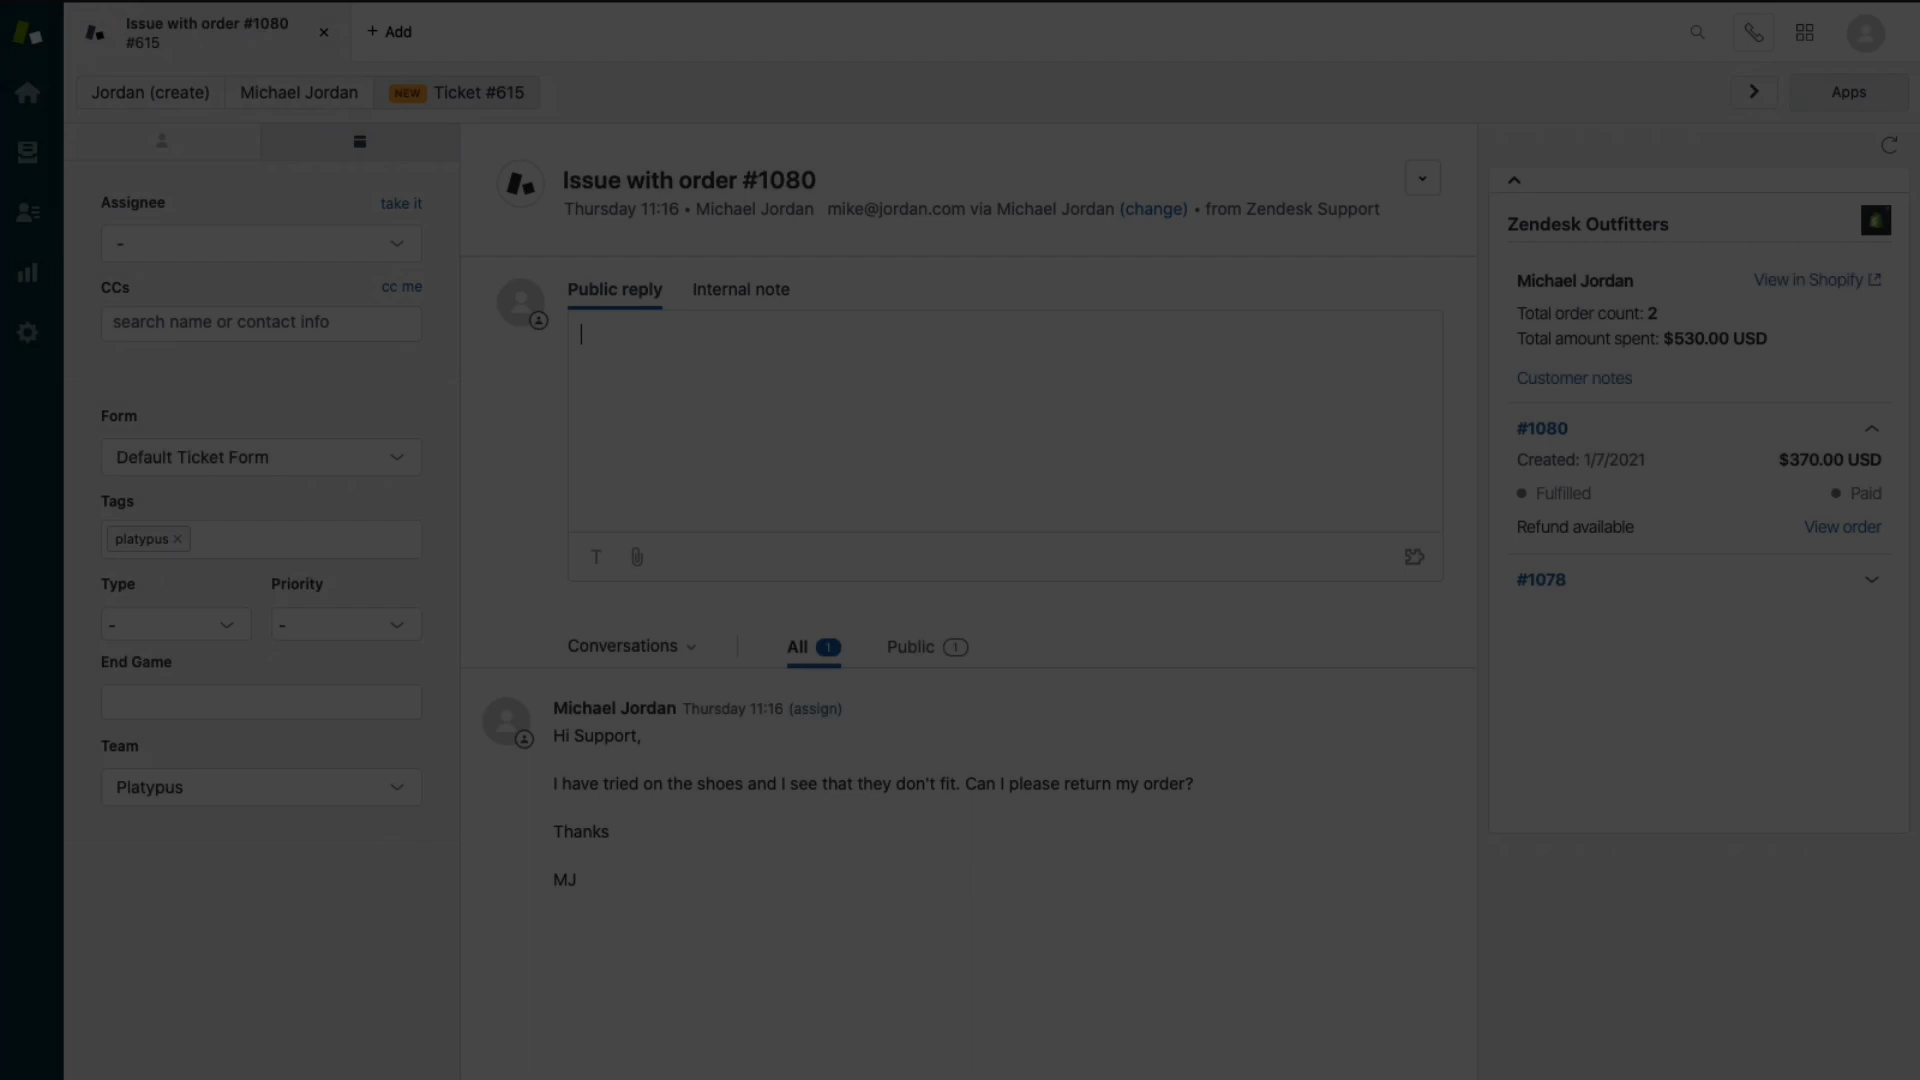 Issue with order #1080
#615
+ Add
Jordan (create)
Michael Jordan
NEW Ticket #615
Apps
Assignee
take it
-
CCs
cc me
search name or contact info
Form
Default Ticket Form
Tags
platypus ×
Type
Priority
-
-
End Game
Team
Platypus
Issue with order #1080
Thursday 11:16 • Michael Jordan mike@jordan.com via Michael Jordan (change) • from Zendesk Support
Public reply
Internal note
T
Conversations
All 1
Public 1
Michael Jordan Thursday 11:16 (assign)
Hi Support,
I have tried on the shoes and I see that they don't fit. Can I please return my order?
Thanks
MJ
Zendesk Outfitters
Michael Jordan
View in Shopify
Total order count: 2
Total amount spent: $530.00 USD
Customer notes
#1080
Created: 1/7/2021
$370.00 USD
Fulfilled
Paid
Refund available
View order
#1078